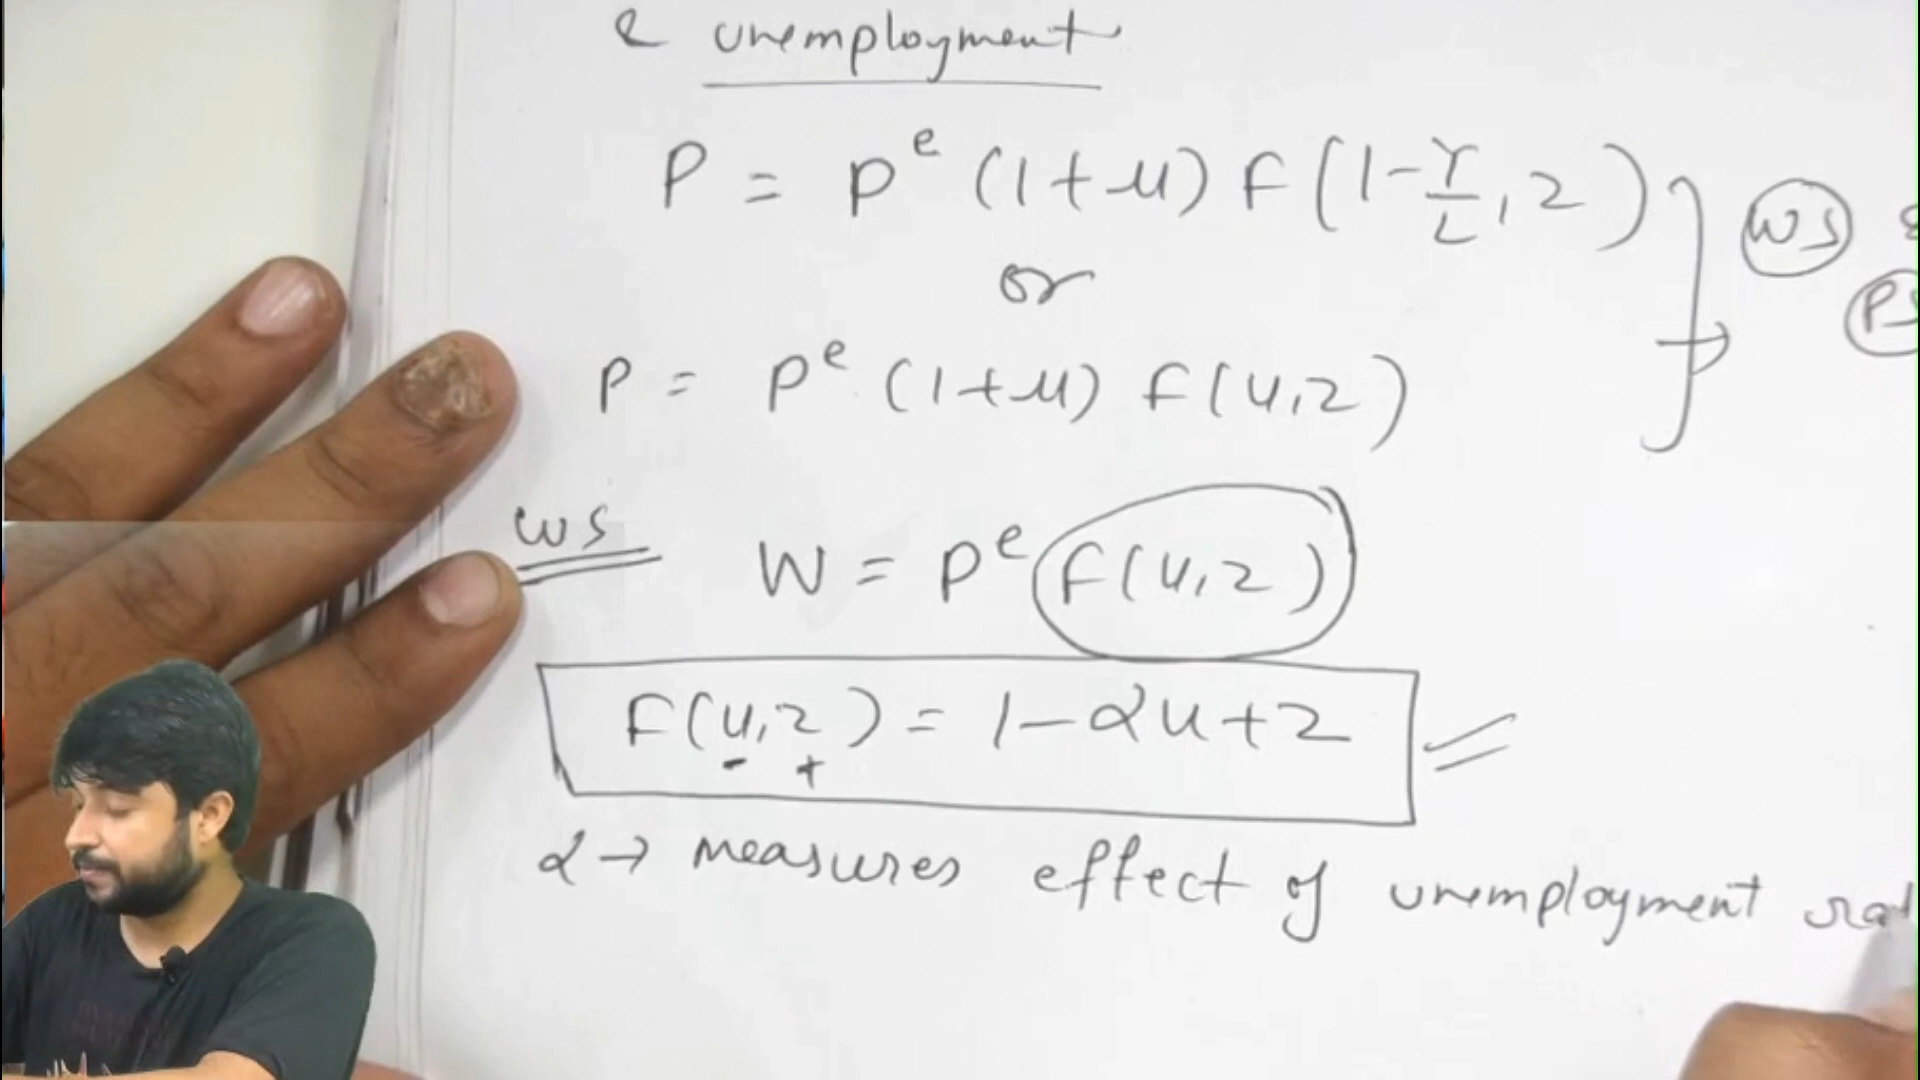 & unemployment
P = P^e (1+μ) F(1-Y/L, z)
WS &
PS
or
P = P^e (1+μ) F(u, z)
WS W = P^e F(u, z)
F(u, z) = 1-αu+z
- +
α → measures effect of unemployment